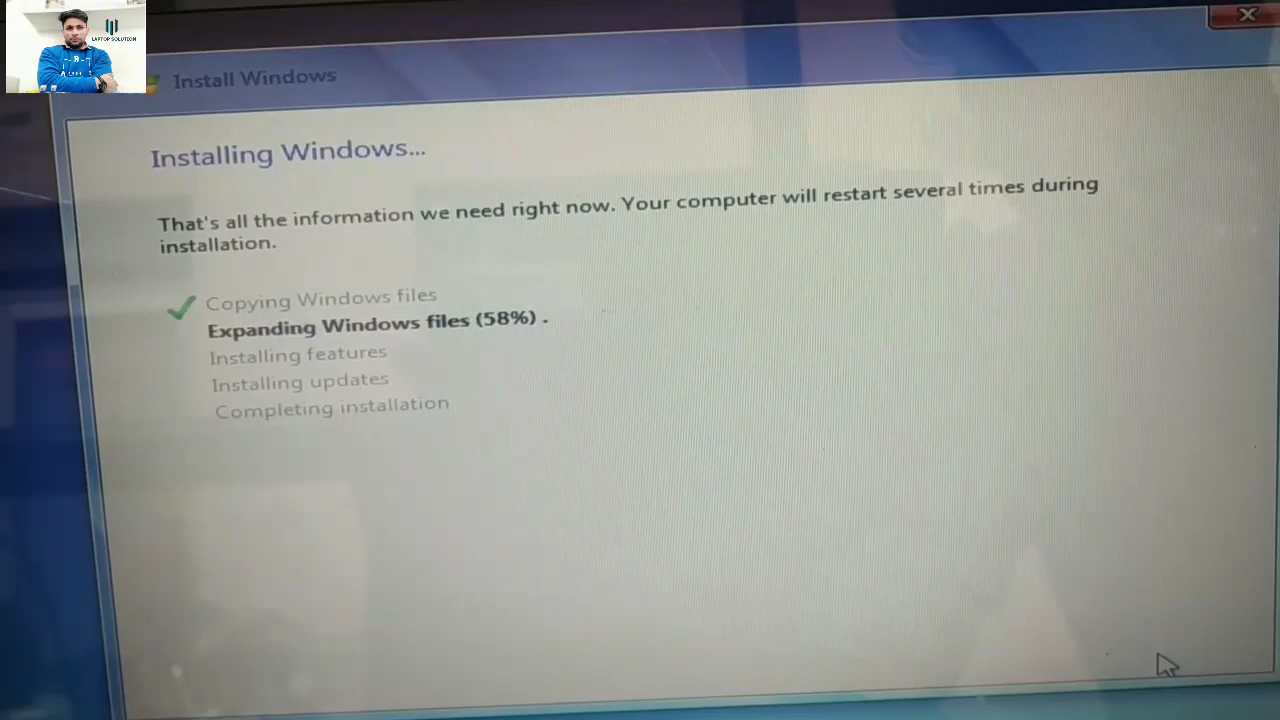 LAPTOP SOLUTION
Install Windows
Installing Windows...
That's all the information we need right now. Your computer will restart several times during
installation.
Copying Windows files
Expanding Windows files (58%) .
Installing features
Installing updates
Completing installation